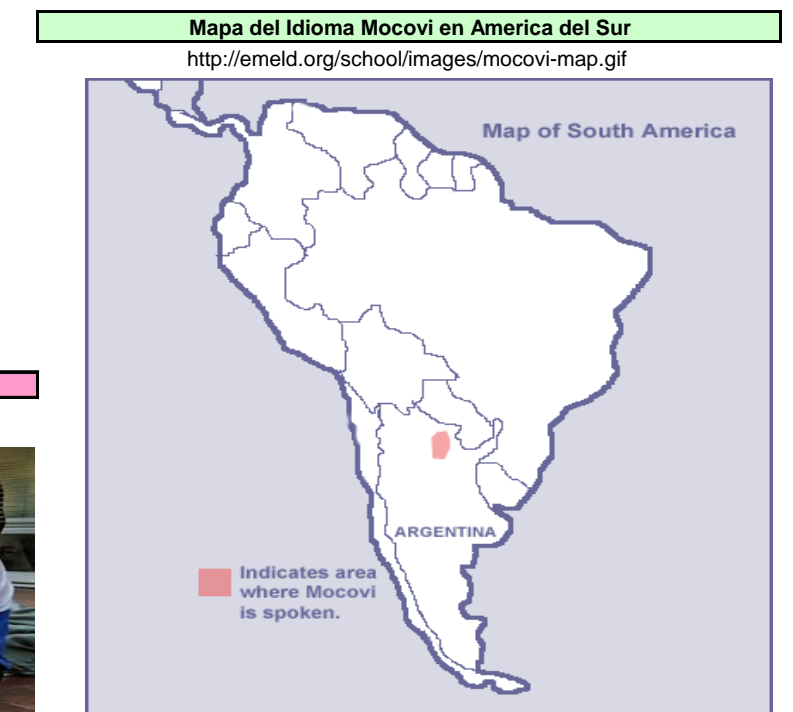 Mapa del Idioma Mocovi en America del Sur
http://emeld.org/school/images/mocovi-map.gif
Map of South America
ARGENTINA
Indicates area
where Mocovi
is spoken.